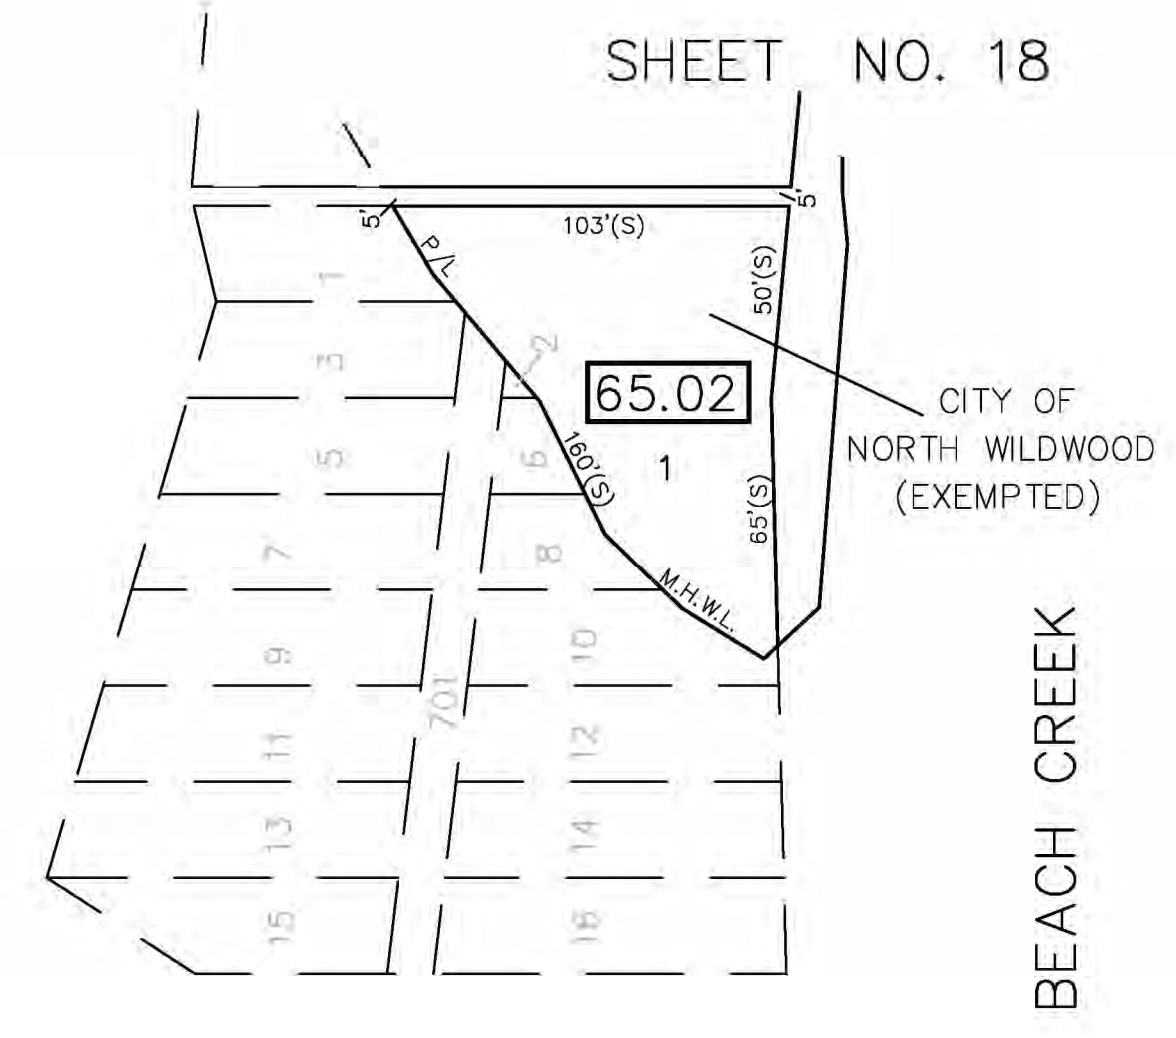 SHEET NO. 18
5'
5'
103'(S)
P/L
50'(S)
1
2
3
65.02
CITY OF
NORTH WILDWOOD
(EXEMPTED)
5
6
160'(S)
1
65'(S)
7
8
M.H.W.L.
9
10
701
11
12
13
14
15
16
BEACH CREEK